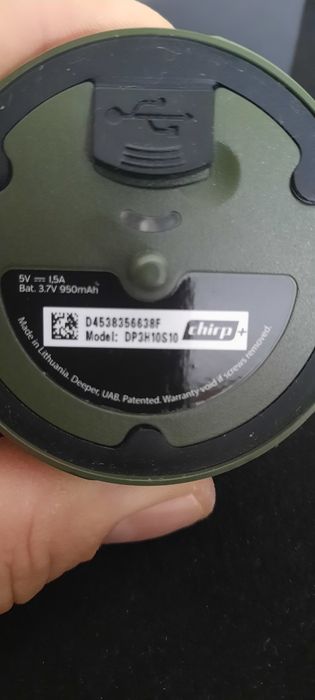 5V ⎓ 1,5A
Bat. 3.7V 950mAh
D4538356638F
Model: DP3H10S10
chirp+
Made in Lithuania. Deeper, UAB. Patented. Warranty void if screws removed.